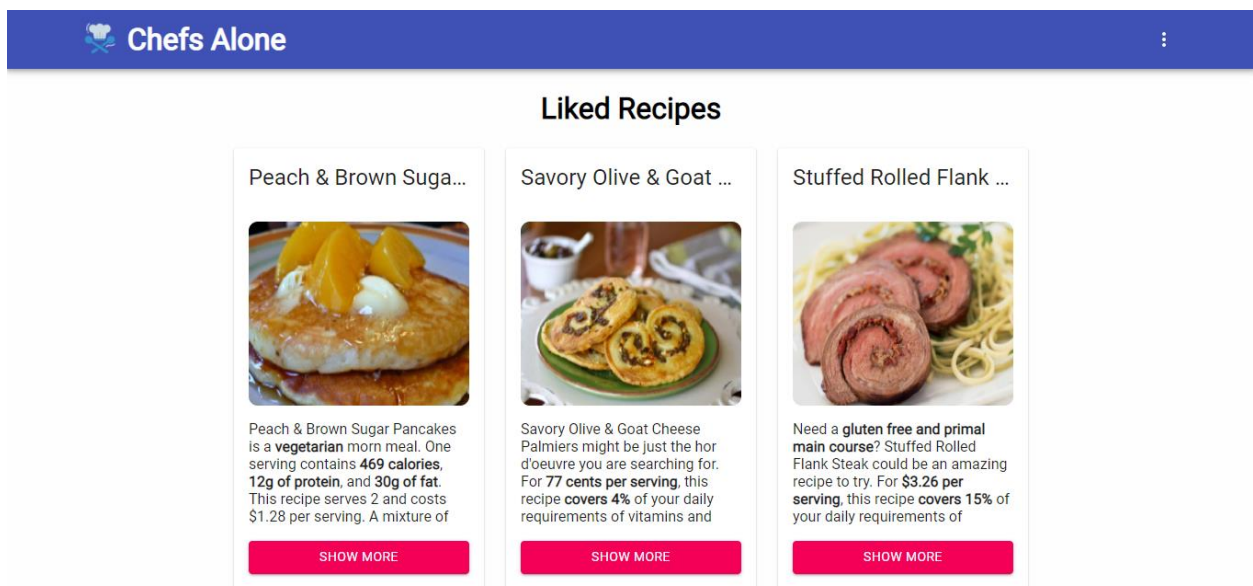 Chefs Alone
Liked Recipes
Peach & Brown Suga...
Peach & Brown Sugar Pancakes
is a vegetarian morn meal. One
serving contains 469 calories,
12g of protein, and 30g of fat.
This recipe serves 2 and costs
$1.28 per serving. A mixture of
SHOW MORE
Savory Olive & Goat ...
Savory Olive & Goat Cheese
Palmiers might be just the hor
d'oeuvre you are searching for.
For 77 cents per serving, this
recipe covers 4% of your daily
requirements of vitamins and
SHOW MORE
Stuffed Rolled Flank ...
Need a gluten free and primal
main course? Stuffed Rolled
Flank Steak could be an amazing
recipe to try. For $3.26 per
serving, this recipe covers 15% of
your daily requirements of
SHOW MORE